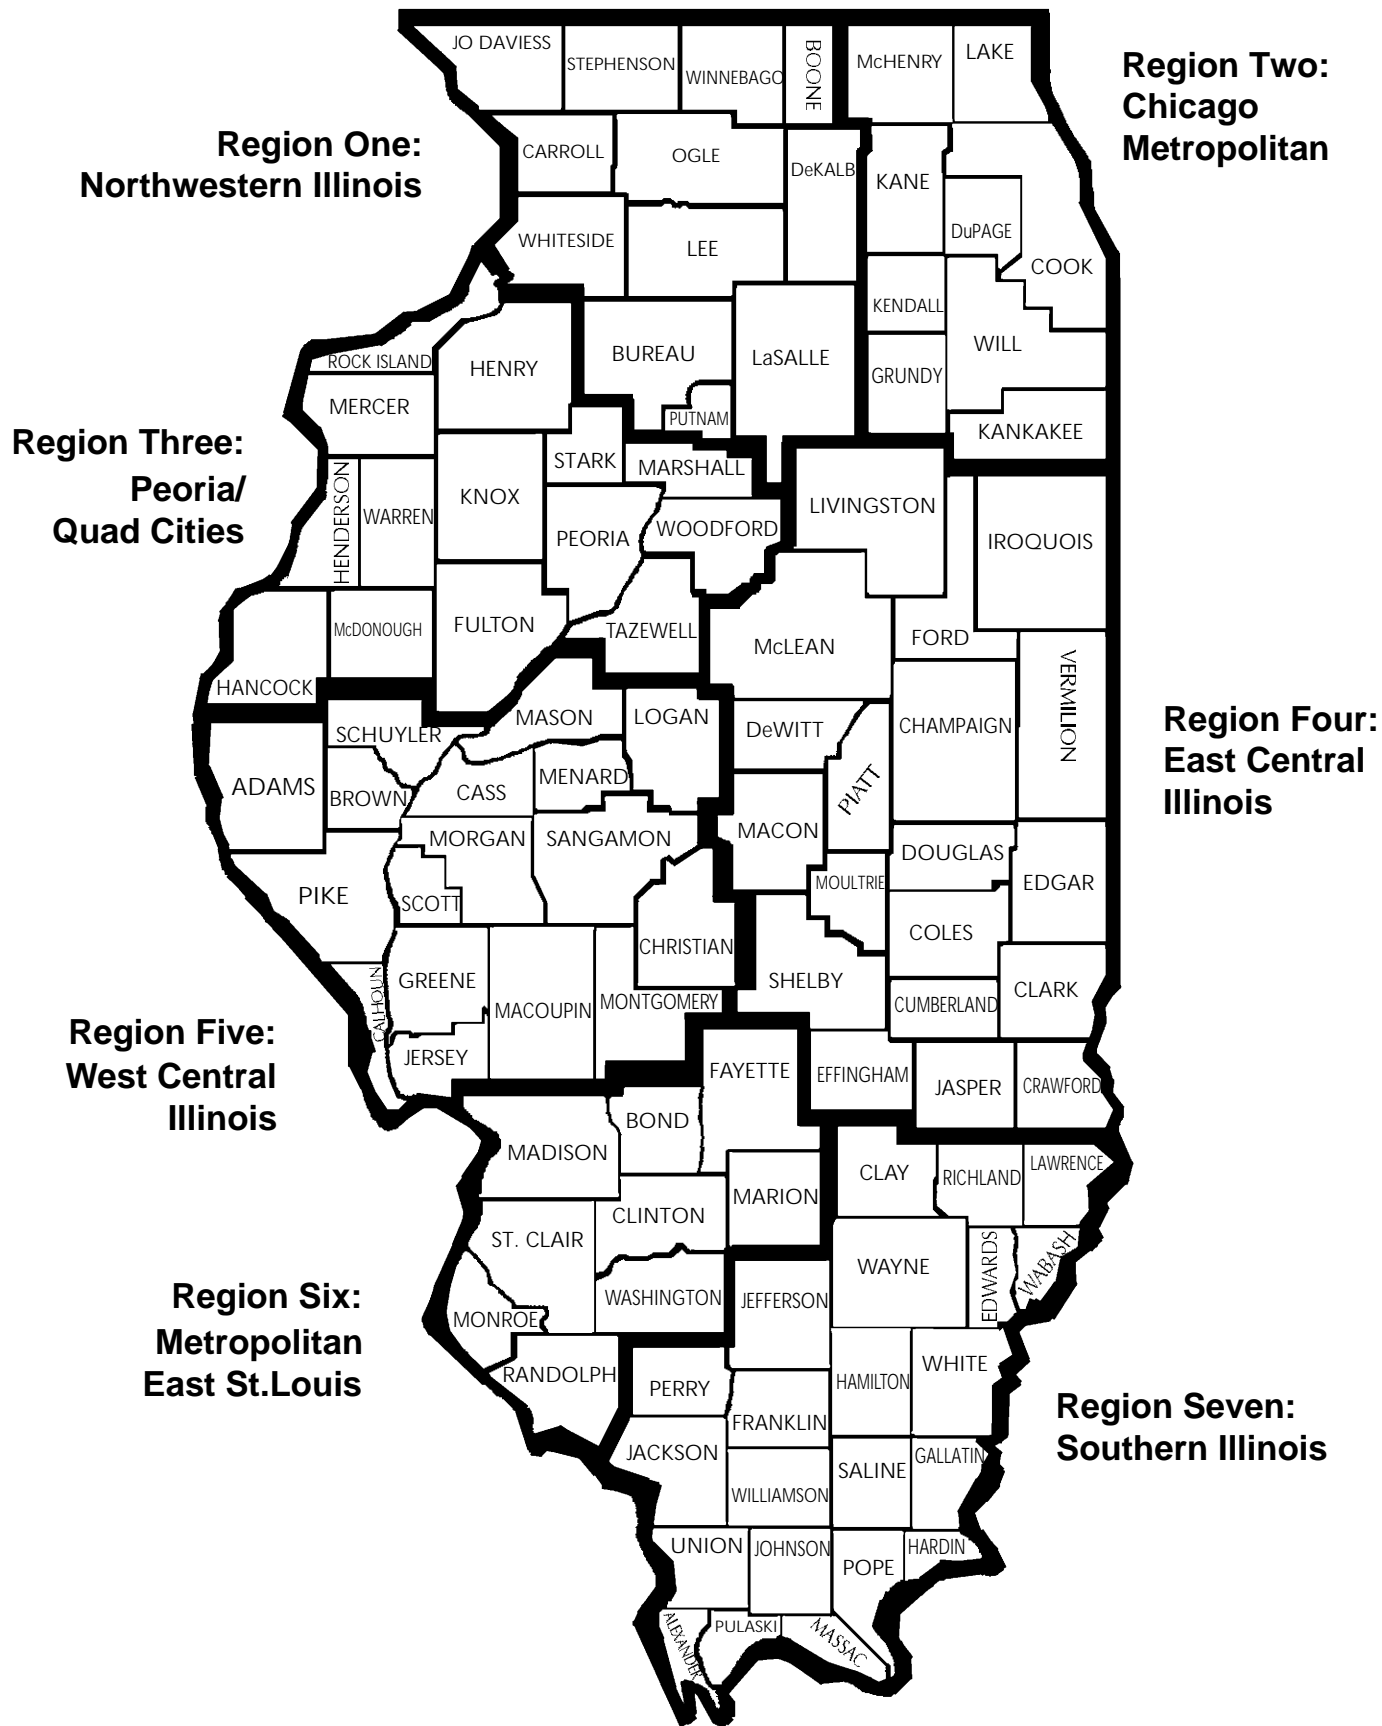 JO DAVIESS
STEPHENSON
WINNEBAGO
BOONE
McHENRY
LAKE
Region Two:
Chicago
Metropolitan
Region One:
Northwestern Illinois
CARROLL
OGLE
DeKALB
KANE
DuPAGE
COOK
WHITESIDE
LEE
KENDALL
WILL
GRUNDY
KANKAKEE
ROCK ISLAND
HENRY
BUREAU
LaSALLE
PUTNAM
MERCER
Region Three:
Peoria/
Quad Cities
HENDERSON
WARREN
KNOX
STARK
MARSHALL
PEORIA
WOODFORD
LIVINGSTON
IROQUOIS
HANCOCK
McDONOUGH
FULTON
TAZEWELL
McLEAN
FORD
VERMILION
Region Four:
East Central
Illinois
SCHUYLER
MASON
LOGAN
DeWITT
CHAMPAIGN
PIATT
ADAMS
BROWN
CASS
MENARD
MACON
MORGAN
SANGAMON
DOUGLAS
MOULTRIE
EDGAR
PIKE
SCOTT
CHRISTIAN
COLES
SHELBY
CALHOUN
GREENE
MACOUPIN
MONTGOMERY
CUMBERLAND
CLARK
JERSEY
Region Five:
West Central
Illinois
FAYETTE
EFFINGHAM
JASPER
CRAWFORD
BOND
MADISON
MARION
CLAY
RICHLAND
LAWRENCE
CLINTON
ST. CLAIR
WAYNE
EDWARDS
WABASH
WASHINGTON
JEFFERSON
MONROE
Region Six:
Metropolitan
East St.Louis
RANDOLPH
PERRY
HAMILTON
WHITE
FRANKLIN
Region Seven:
Southern Illinois
JACKSON
WILLIAMSON
SALINE
GALLATIN
UNION
JOHNSON
POPE
HARDIN
ALEXANDER
PULASKI
MASSAC